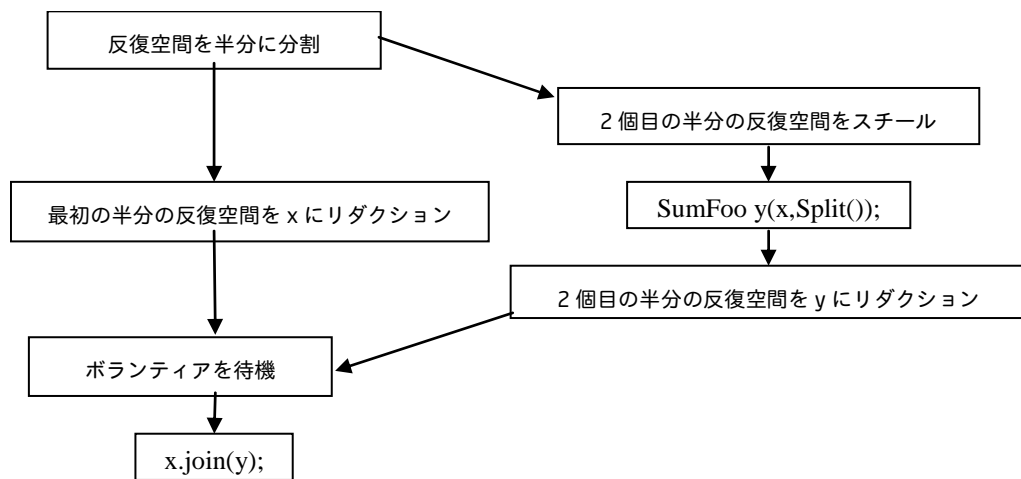 反復空間を半分に分割
2 個目の半分の反復空間をスチール
最初の半分の反復空間を x にリダクション
SumFoo y(x,Split());
2 個目の半分の反復空間を y にリダクション
ボランティアを待機
x.join(y);